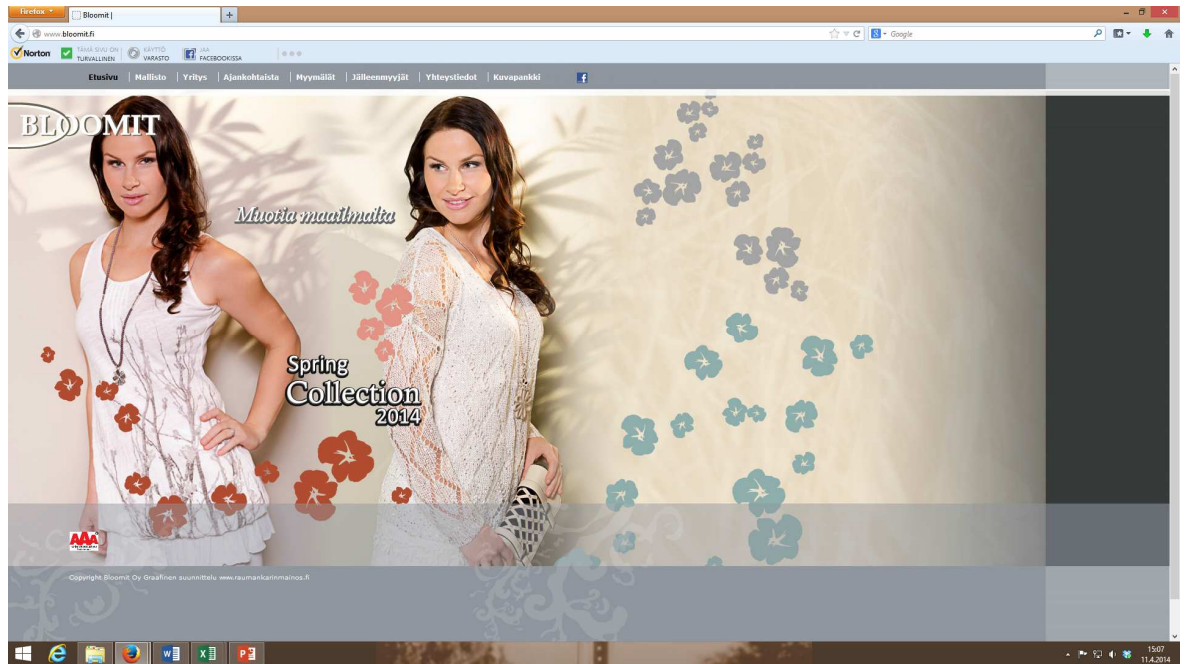 Firefox
Bloomit |
www.bloomit.fi
Google
Norton
TÄMÄ SIVU ON TURVALLINEN
KÄYTTÖ VARASTO
JAA FACEBOOKISSA
Etusivu | Mallisto | Yritys | Ajankohtaista | Myymälät | Jälleenmyyjät | Yhteystiedot | Kuvapankki
BLOOMIT
Muotia maailmalta
Spring
Collection
2014
AAA
Copyright Bloomit Oy Graafinen suunnittelu www.raumankarinmainos.fi
15:07
11.4.2014